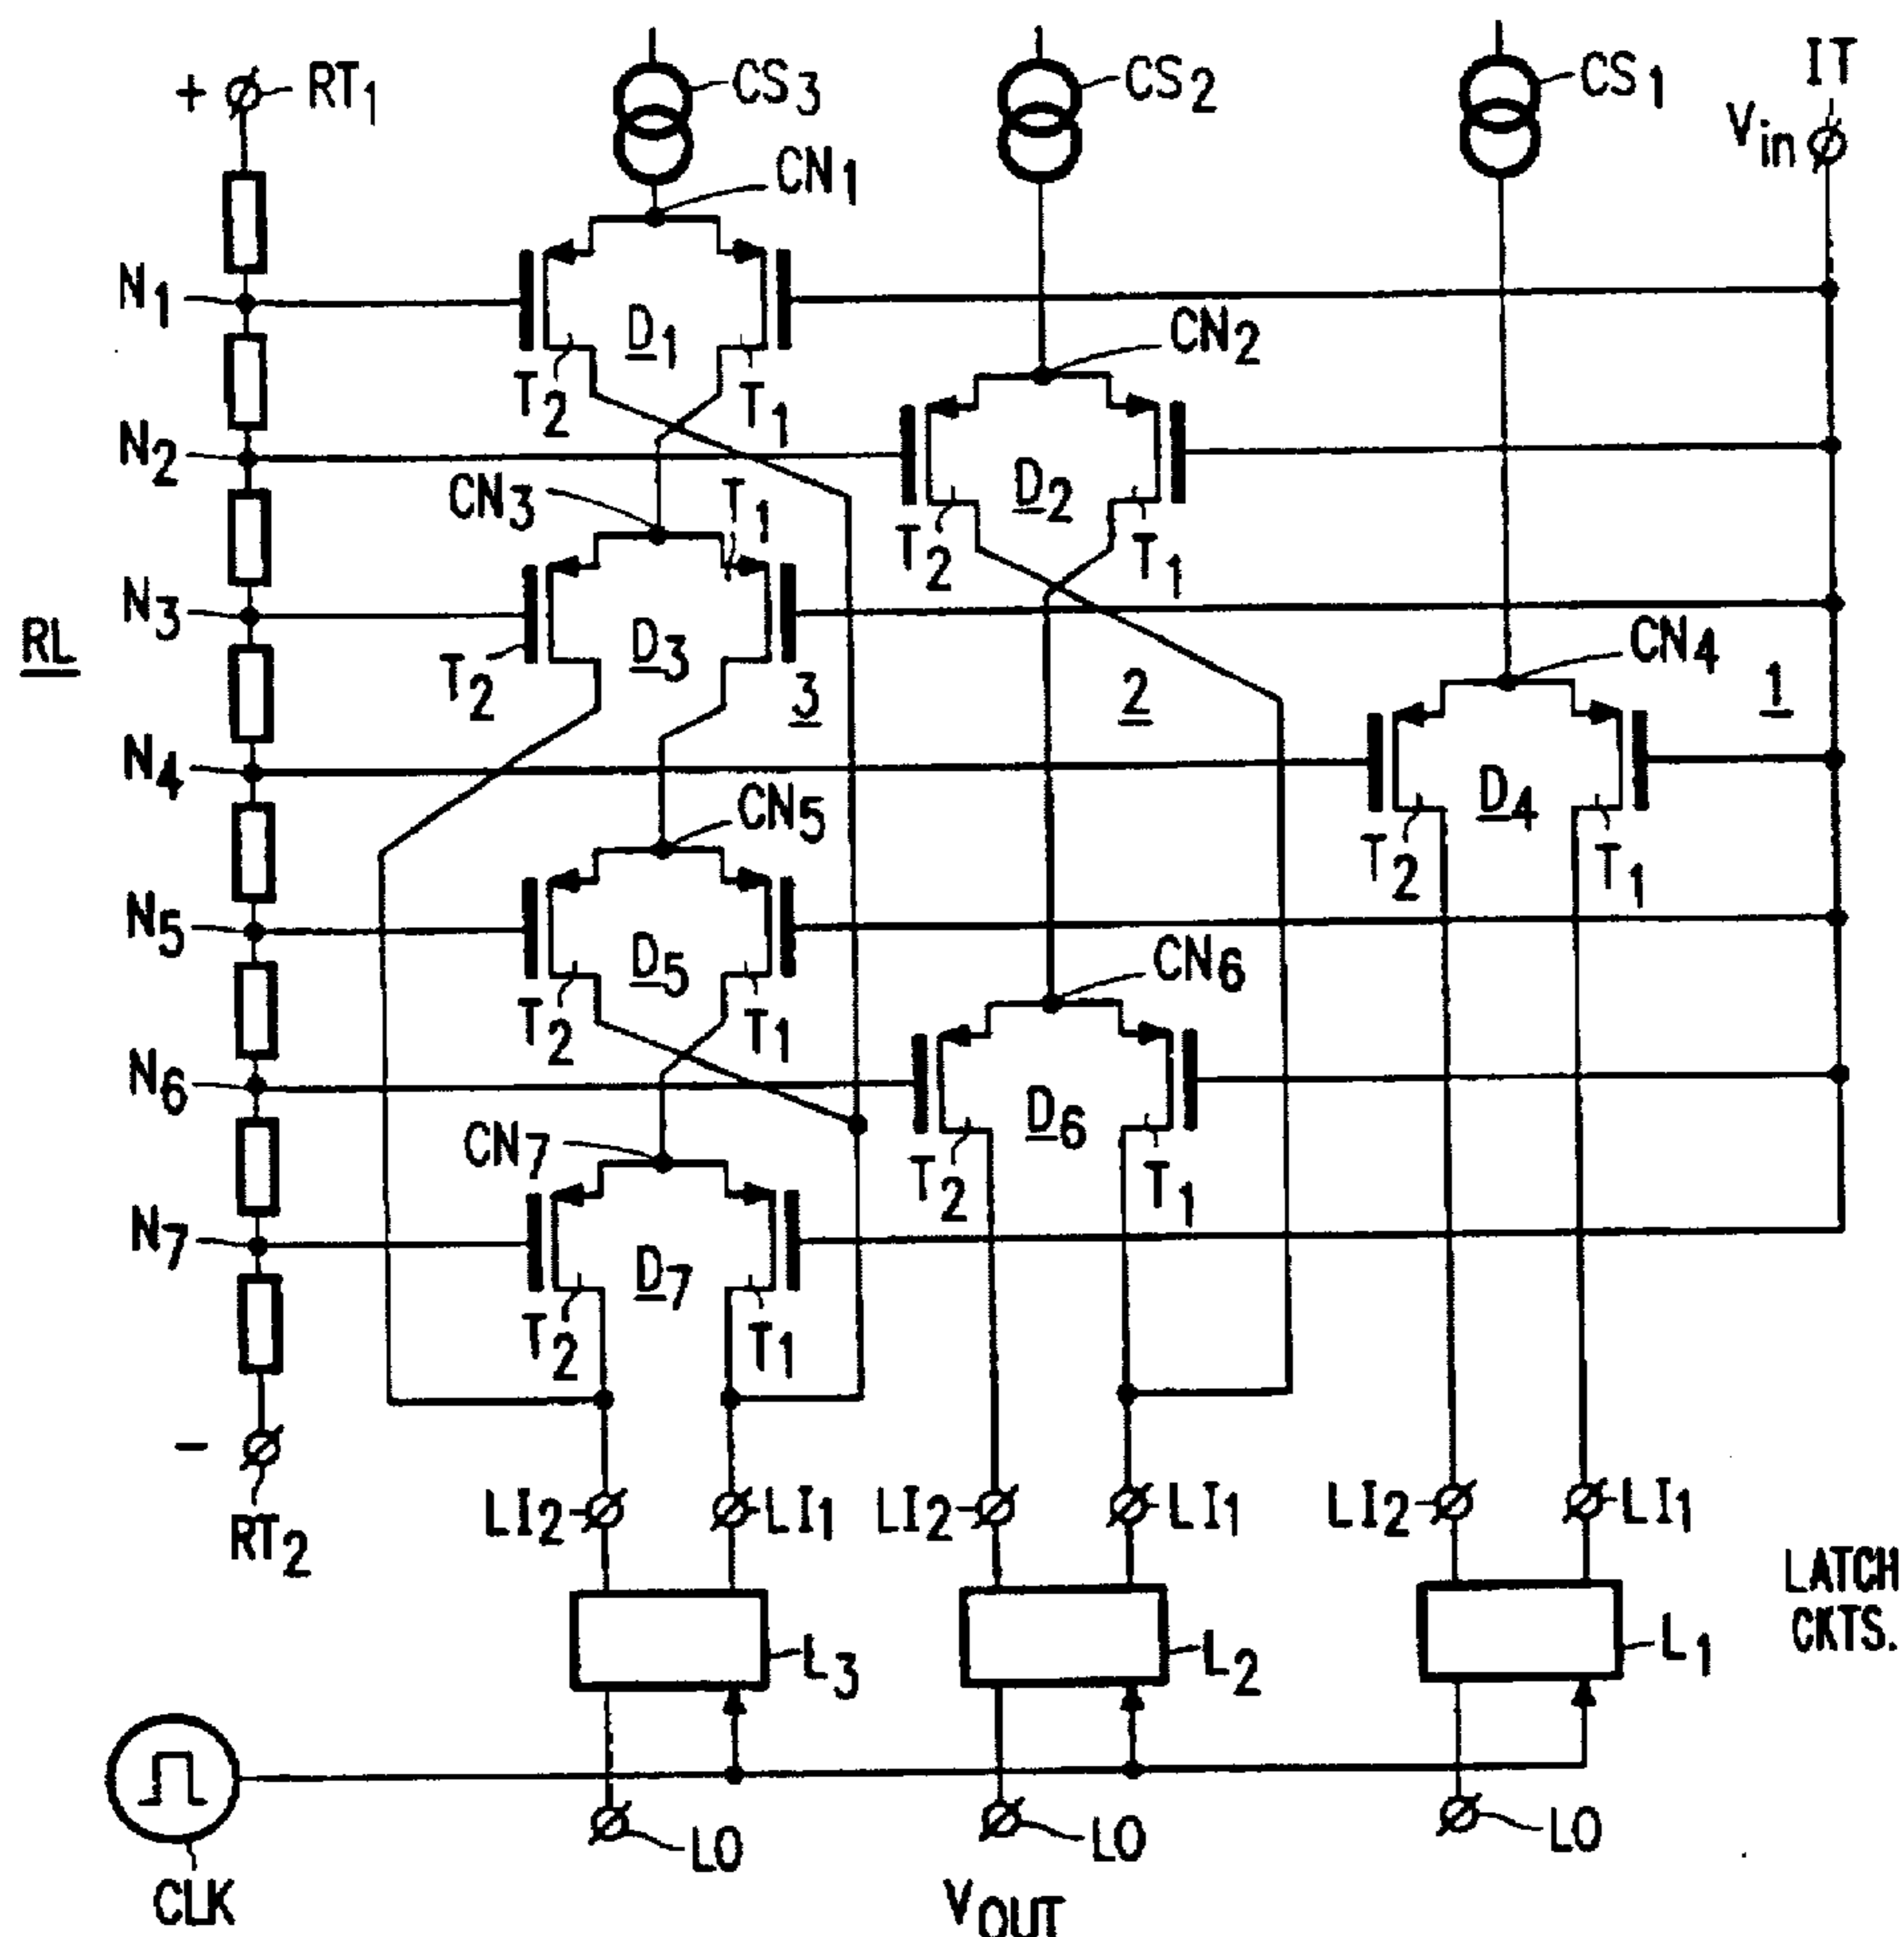 + RT1 CS3 CS2 CS1 IT
Vin
CN1
N1 D1 CN2
T2 T1
N2 CN3 T1 D2
T2 T1
N3 D3 CN4
RL T2 3 2 1
N4 CN5 D4
T2 T1
N5 D5 CN6
T2 T1
N6 CN7 D6
T2 T1
N7 D7
T2 T1
-
RT2 LI2 LI1 LI2 LI1 LI2 LI1
LATCH
CKTS.
L3 L2 L1
LO LO LO
CLK VOUT